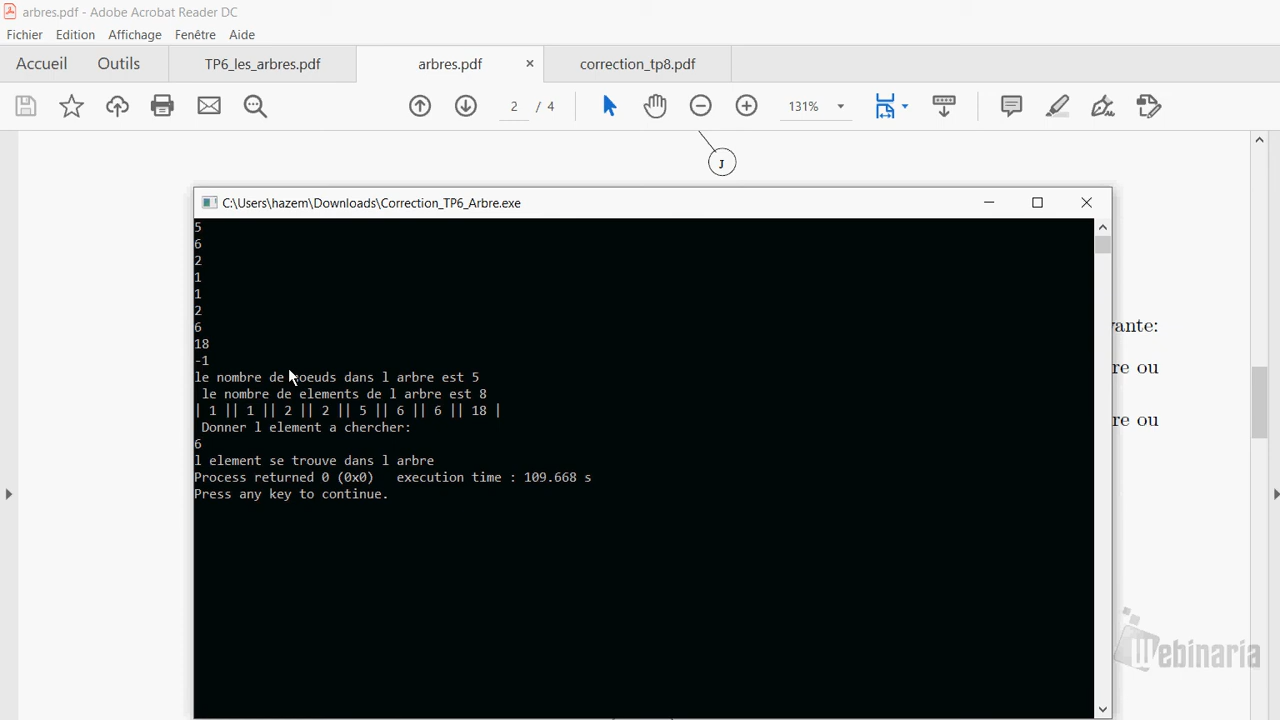 arbres.pdf - Adobe Acrobat Reader DC
Fichier Edition Affichage Fenêtre Aide
Accueil Outils TP6_les_arbres.pdf arbres.pdf × correction_tp8.pdf
2 / 4 131%
J
C:\Users\hazem\Downloads\Correction_TP6_Arbre.exe
5
6
2
1
1
2
6
18
-1
le nombre de noeuds dans l arbre est 5
le nombre de elements de l arbre est 8
| 1 || 1 || 2 || 2 || 5 || 6 || 6 || 18 |
Donner l element a chercher:
6
l element se trouve dans l arbre
Process returned 0 (0x0) execution time : 109.668 s
Press any key to continue.
vante:
re ou
re ou
Webinaria